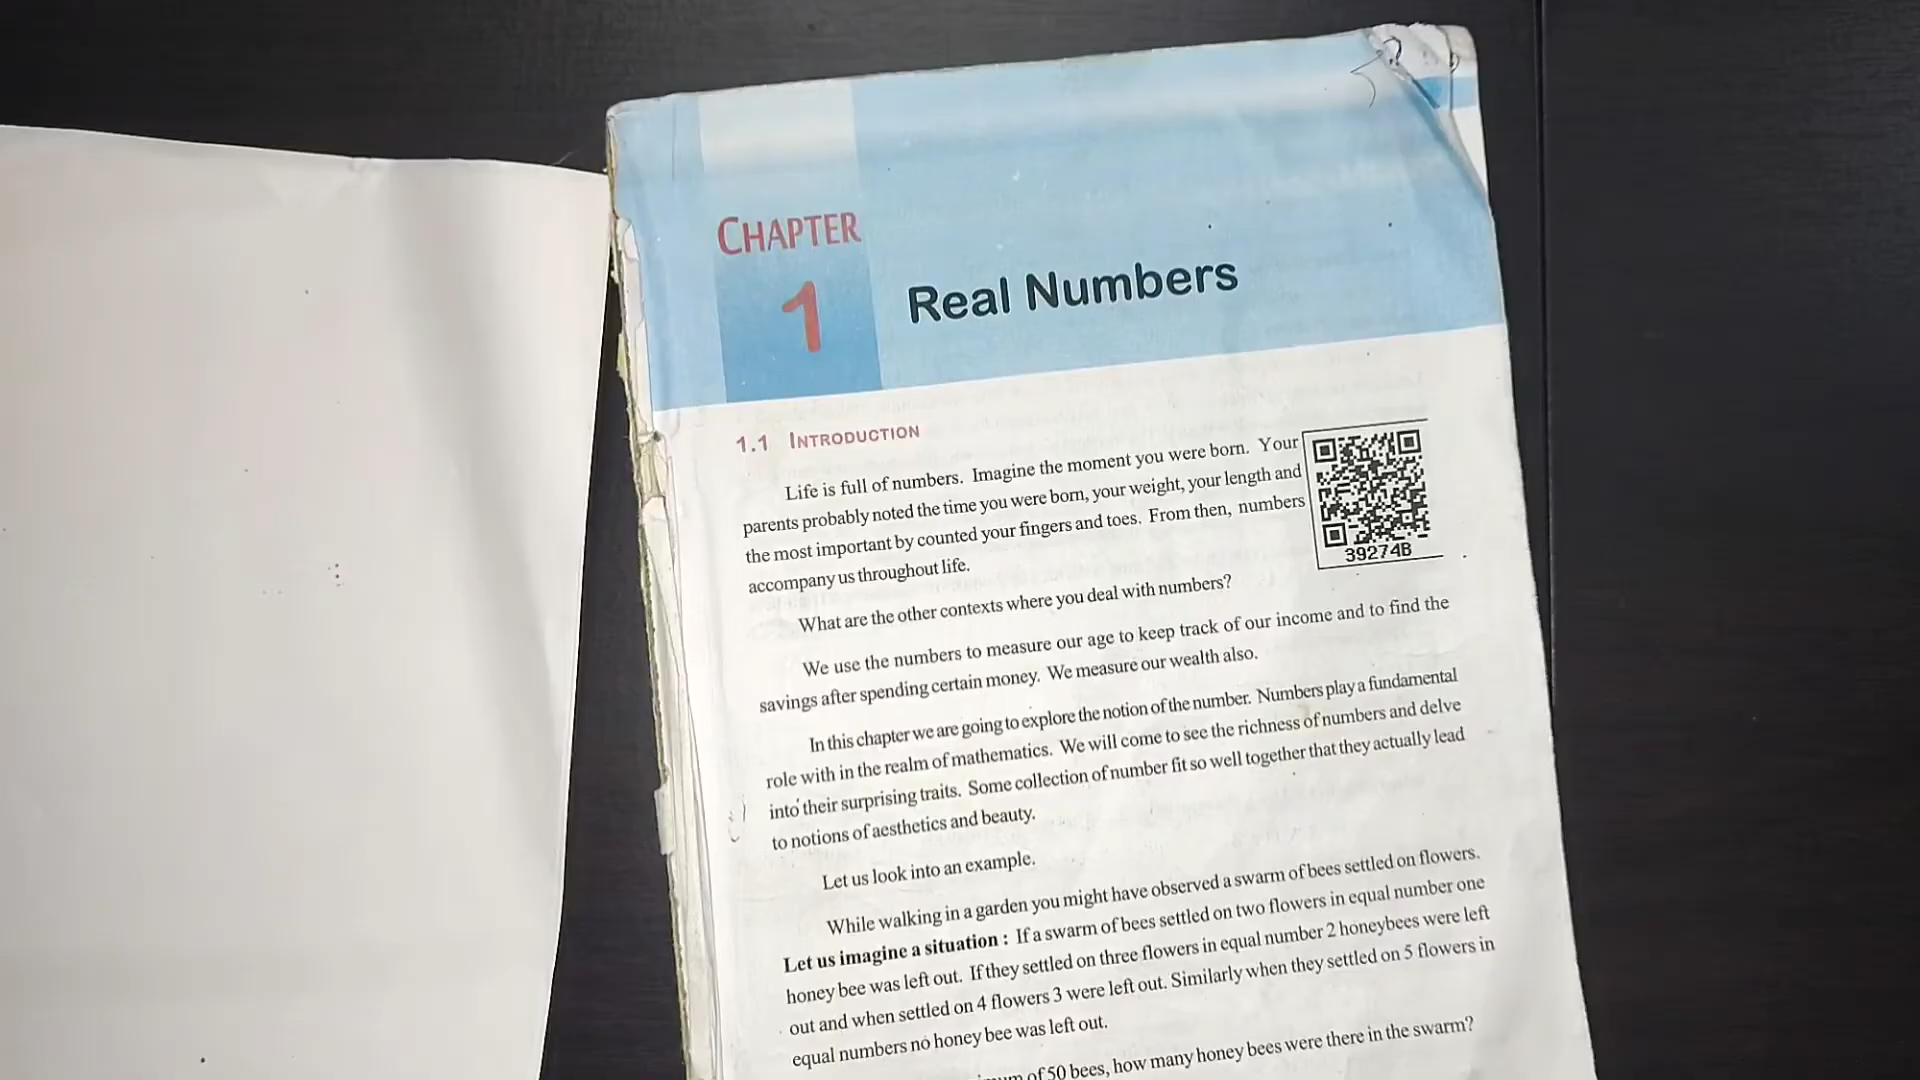 CHAPTER
1
Real Numbers
1.1 INTRODUCTION
Life is full of numbers. Imagine the moment you were born. Your
parents probably noted the time you were born, your weight, your length and
the most important by counted your fingers and toes. From then, numbers
accompany us throughout life.
39274B
What are the other contexts where you deal with numbers?
We use the numbers to measure our age to keep track of our income and to find the
savings after spending certain money. We measure our wealth also.
In this chapter we are going to explore the notion of the number. Numbers play a fundamental
role with in the realm of mathematics. We will come to see the richness of numbers and delve
into their surprising traits. Some collection of number fit so well together that they actually lead
to notions of aesthetics and beauty.
Let us look into an example.
While walking in a garden you might have observed a swarm of bees settled on flowers.
Let us imagine a situation : If a swarm of bees settled on two flowers in equal number one
honey bee was left out. If they settled on three flowers in equal number 2 honeybees were left
out and when settled on 4 flowers 3 were left out. Similarly when they settled on 5 flowers in
equal numbers no honey bee was left out.
of 50 bees, how many honey bees were there in the swarm?